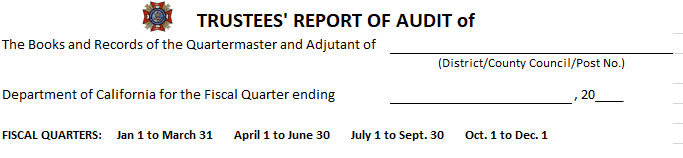 TRUSTEES' REPORT OF AUDIT of
The Books and Records of the Quartermaster and Adjutant of ____________________
(District/County Council/Post No.)
Department of California for the Fiscal Quarter ending ____________________, 20____
FISCAL QUARTERS: Jan 1 to March 31 April 1 to June 30 July 1 to Sept. 30 Oct. 1 to Dec. 1